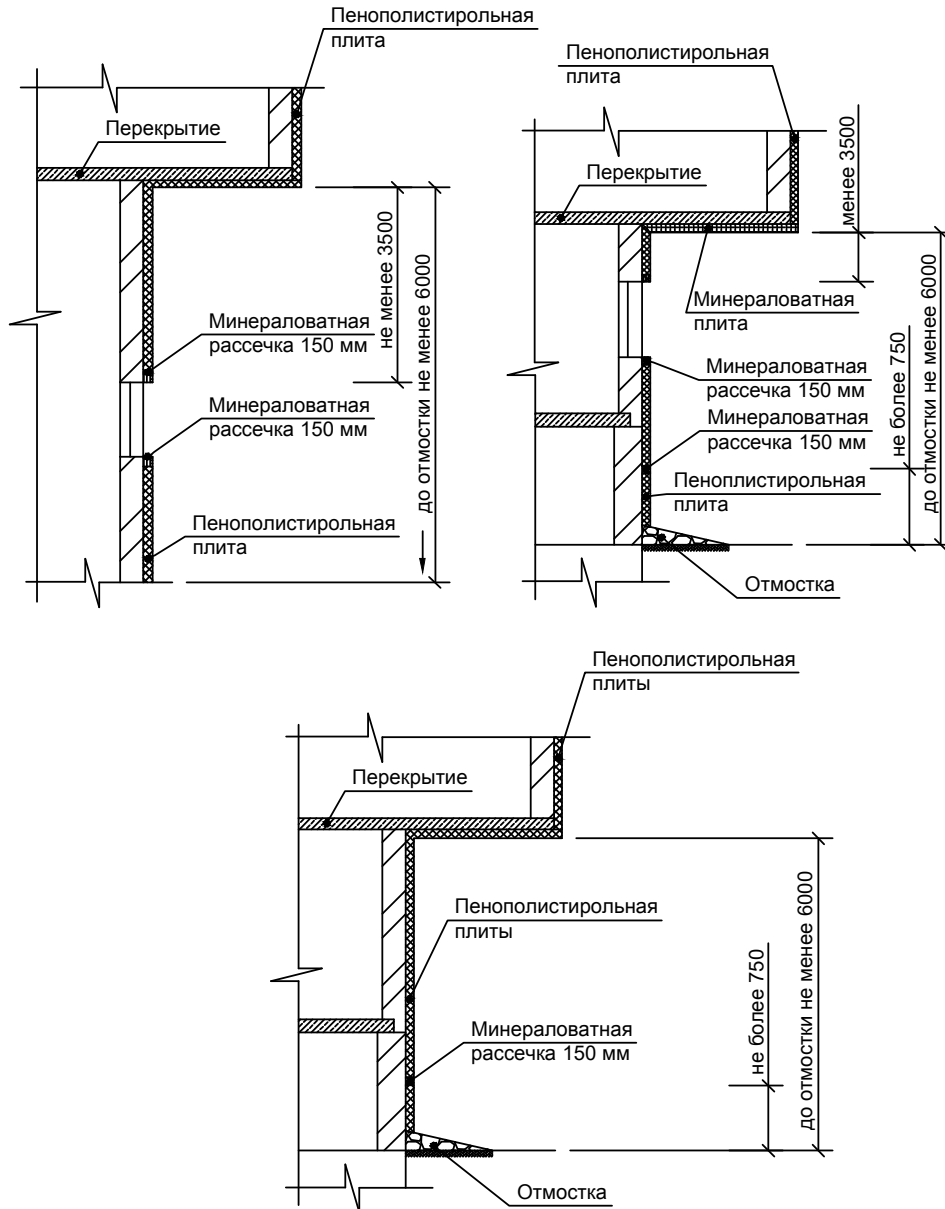 Пенополистирольная
плита
Перекрытие
не менее 3500
до отмостки не менее 6000
Минераловатная
рассечка 150 мм
Минераловатная
рассечка 150 мм
Пенополистирольная
плита
Пенополистирольная
плита
Перекрытие
менее 3500
Минераловатная
плита
Минераловатная
рассечка 150 мм
Минераловатная
рассечка 150 мм
не более 750
до отмостки не менее 6000
Пеноплистирольная
плита
Отмостка
Пенополистирольная
плиты
Перекрытие
Пенополистирольная
плиты
Минераловатная
рассечка 150 мм
не более 750
до отмостки не менее 6000
Отмостка